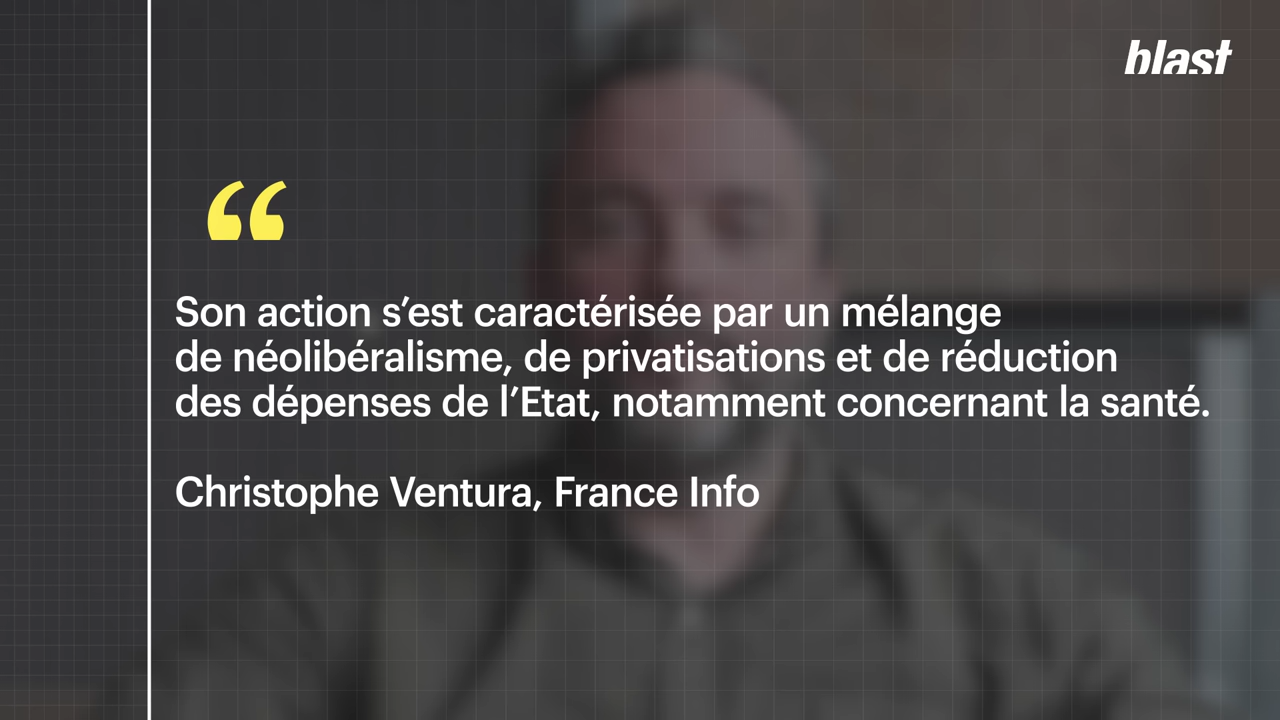 blast
“
Son action s’est caractérisée par un mélange
de néolibéralisme, de privatisations et de réduction
des dépenses de l’Etat, notamment concernant la santé.
Christophe Ventura, France Info